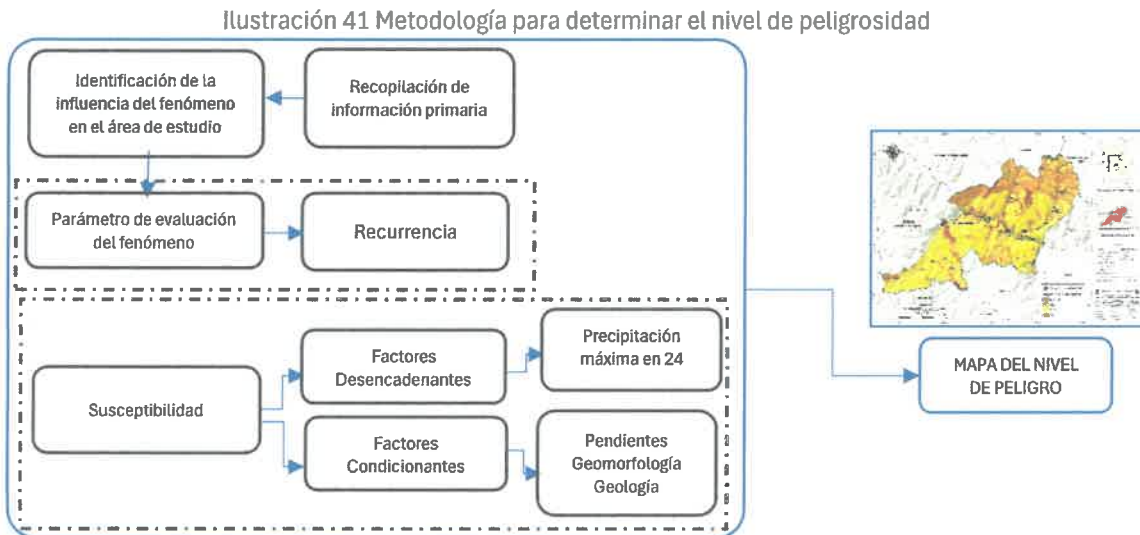 Ilustración 41 Metodología para determinar el nivel de peligrosidad
Identificación de la
influencia del fenómeno
en el área de estudio
Recopilación de
información primaria
Parámetro de evaluación
del fenómeno
Recurrencia
Susceptibilidad
Factores
Desencadenantes
Precipitación
máxima en 24
Factores
Condicionantes
Pendientes
Geomorfología
Geología
MAPA DEL NIVEL
DE PELIGRO